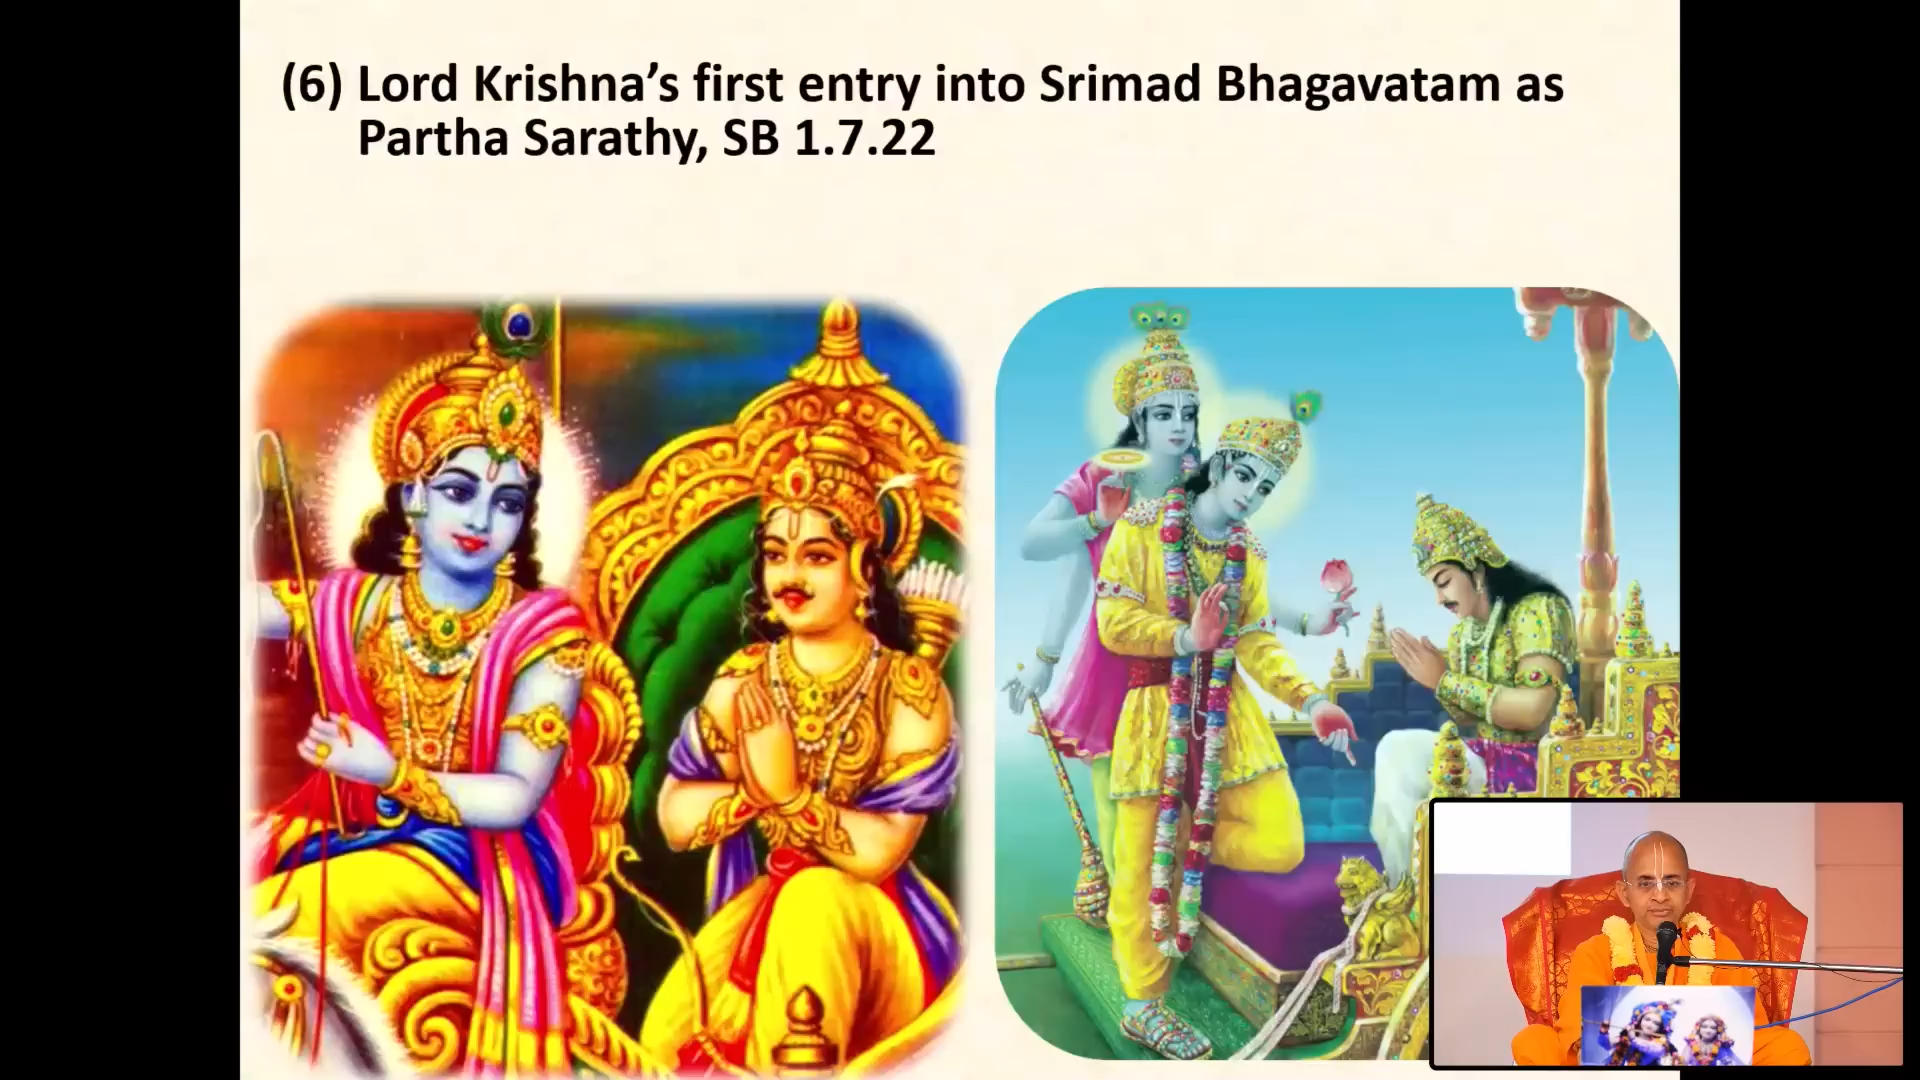 (6) Lord Krishna’s first entry into Srimad Bhagavatam as
Partha Sarathy, SB 1.7.22